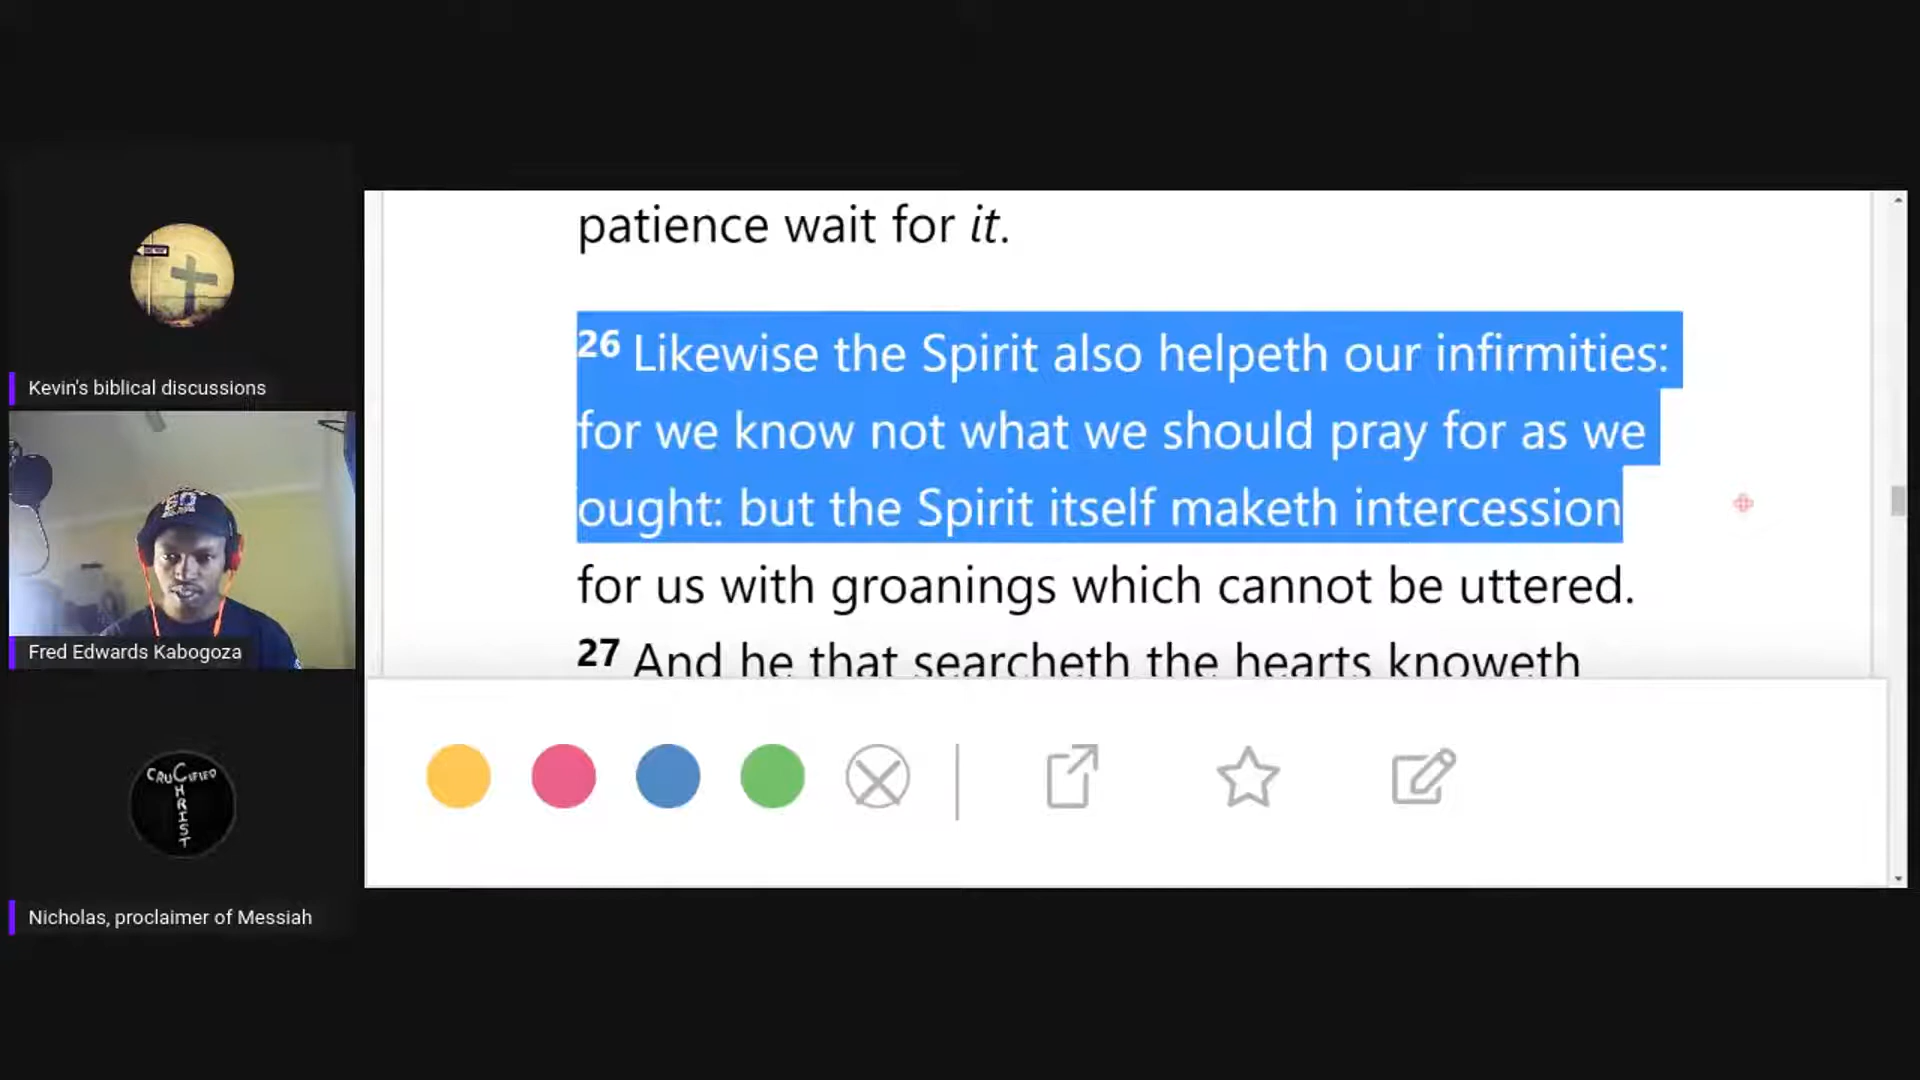 Kevin's biblical discussions
Fred Edwards Kabogoza
CRUCIFIED
CHRIST
Nicholas, proclaimer of Messiah
patience wait for it.
26 Likewise the Spirit also helpeth our infirmities:
for we know not what we should pray for as we
ought: but the Spirit itself maketh intercession
for us with groanings which cannot be uttered.
27 And he that searcheth the hearts knoweth